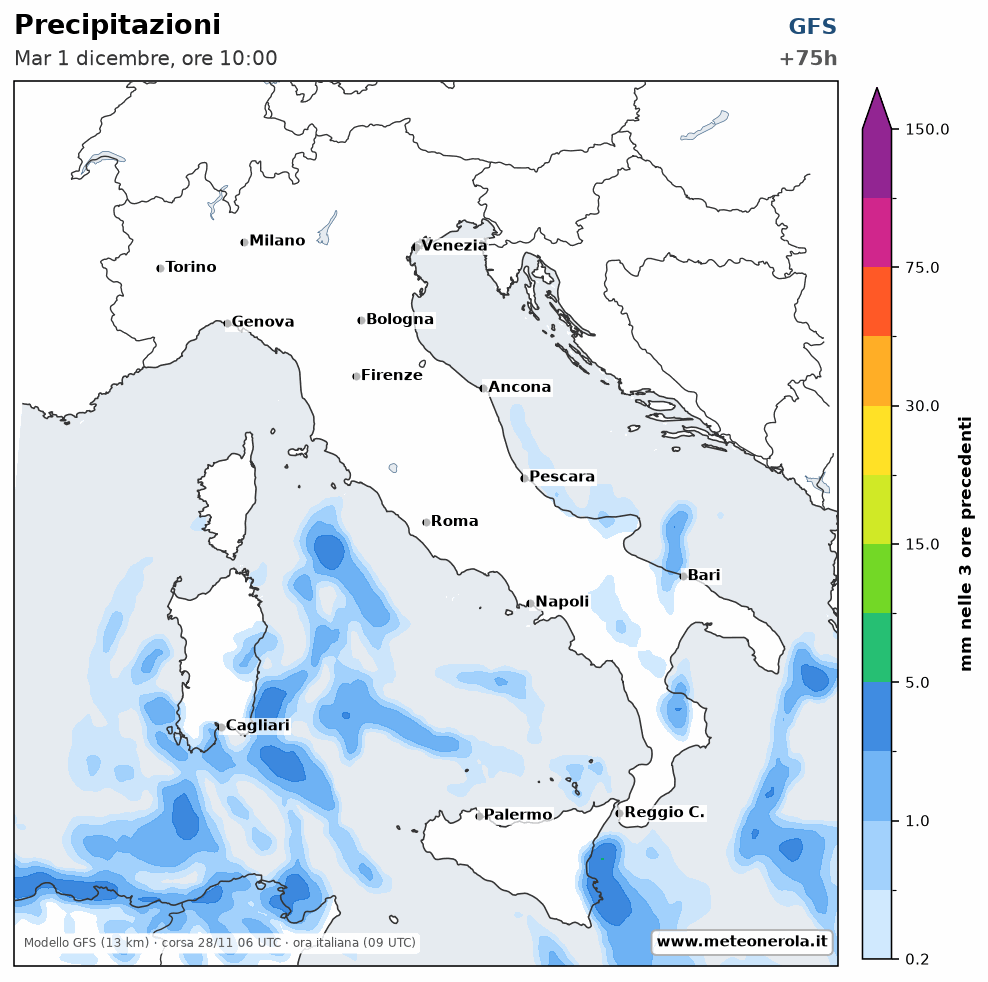 Precipitazioni
GFS
Mar 1 dicembre, ore 10:00
+75h
150.0
75.0
30.0
15.0
5.0
1.0
0.2
mm nelle 3 ore precedenti
Milano
Venezia
Torino
Genova
Bologna
Firenze
Ancona
Pescara
Roma
Bari
Napoli
Cagliari
Palermo
Reggio C.
Modello GFS (13 km) · corsa 28/11 06 UTC · ora italiana (09 UTC)
www.meteonerola.it